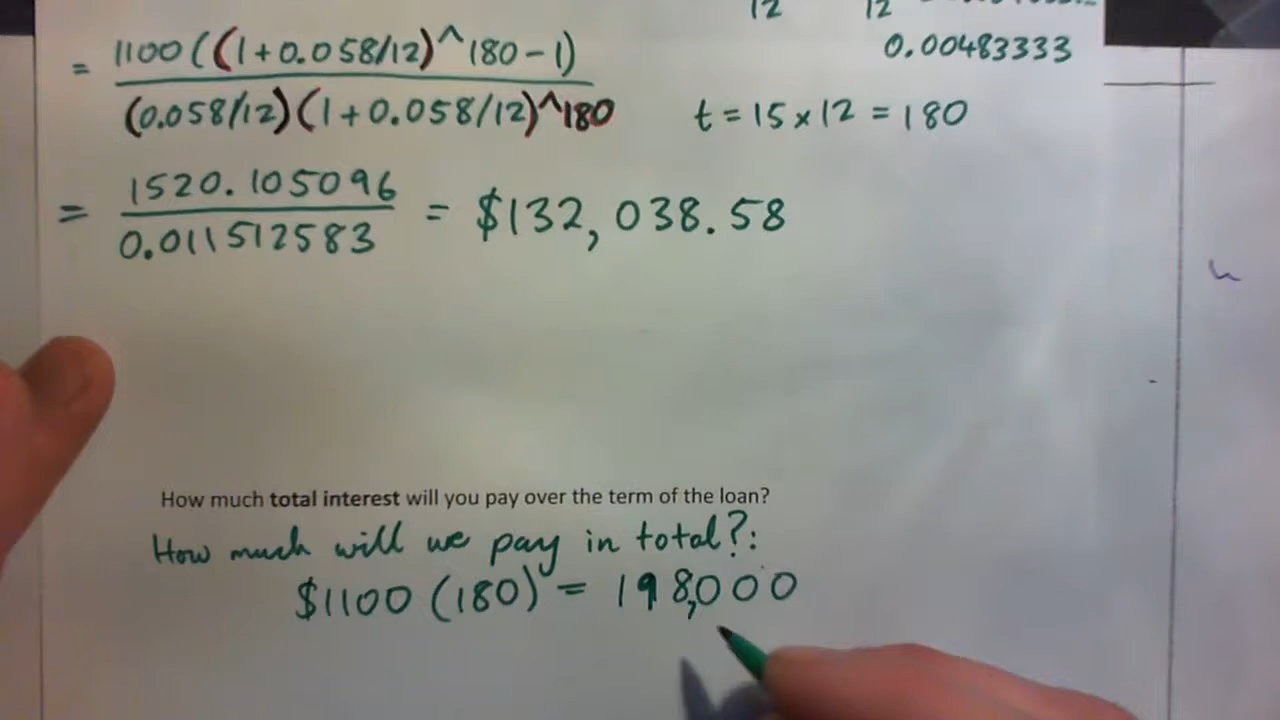 12 12
= 1100((1+0.058/12)^180-1)
(0.058/12)(1+0.058/12)^180
0.00483333
t = 15 × 12 = 180
= 1520.105096
0.011512583
= $132,038.58
How much total interest will you pay over the term of the loan?
How much will we pay in total?:
$1100 (180) = 198,000